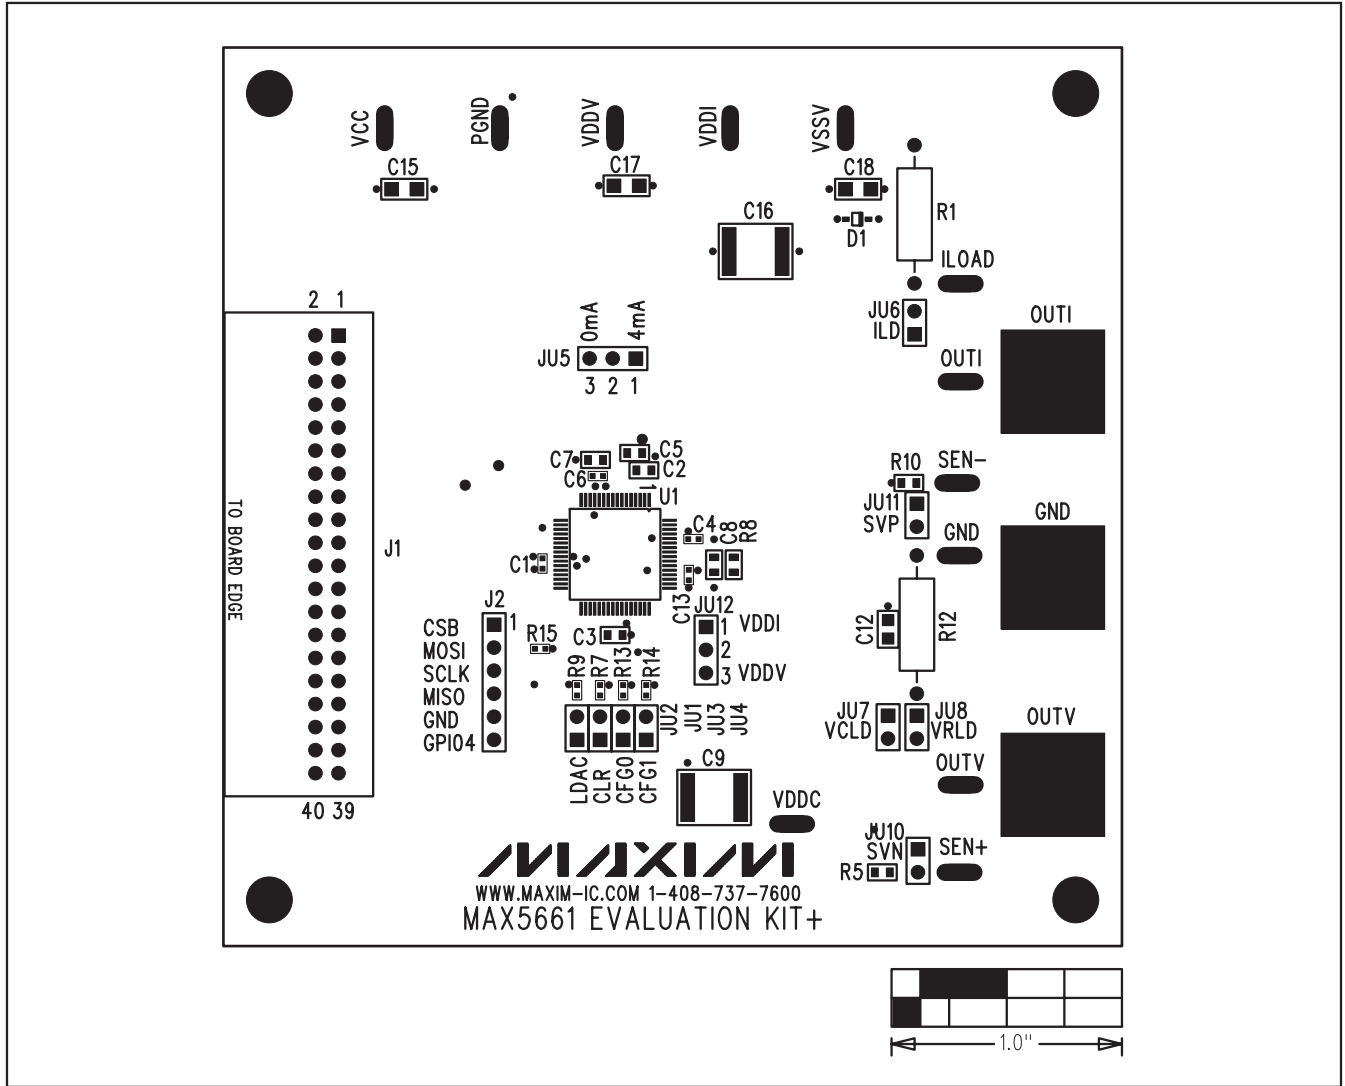 VCC
PGND
VDDV
VDDI
VSSV
C15
C17
C18
C16
D1
R1
ILOAD
2 1
JU6
ILD
OUTI
0mA
4mA
JU5
3 2 1
OUTI
C7
C5
C2
C6
1
U1
R10
SEN-
JU11
SVP
GND
GND
TO BOARD EDGE
J1
C4
C8
R8
C1
C13
JU12
J2
1
CSB
MOSI
SCLK
MISO
GND
GPIO4
R15
C3
1 VDDI
2
3 VDDV
C12
R12
R9
R7
R13
R14
JU2
JU1
JU3
JU4
JU7
VCLD
JU8
VRLD
OUTV
OUTV
LDAC
CLR
CFG0
CFG1
C9
VDDC
40 39
JU10
SVN
SEN+
R5
MAXIM
WWW.MAXIM-IC.COM 1-408-737-7600
MAX5661 EVALUATION KIT+
1.0"